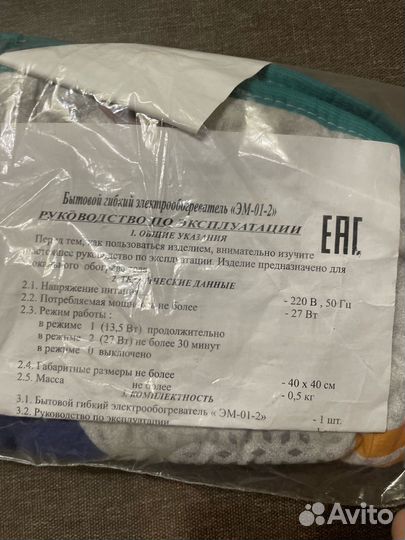 Бытовой гибкий электрообогреватель «ЭМ-01-2»
РУКОВОДСТВО ПО ЭКСПЛУАТАЦИИ
EAC
1. ОБЩИЕ УКАЗАНИЯ
Перед тем, как пользоваться изделием, внимательно изучите
руководство по эксплуатации. Изделие предназначено для
обогрева
ДАННЫЕ
2.1. Напряжение питания - 220 В, 50 Гц
2.2. Потребляемая мощность не более - 27 Вт
2.3. Режим работы :
в режиме 1 (13,5 Вт) продолжительно
в режиме 2 (27 Вт) не более 30 минут
в режиме 0 выключено
2.4. Габаритные размеры не более - 40 х 40 см
2.5. Масса не более - 0,5 кг
3. КОМПЛЕКТНОСТЬ
3.1. Бытовой гибкий электрообогреватель « ЭМ-01-2» - 1 шт.
3.2. Руководство по эксплуатации
Avito